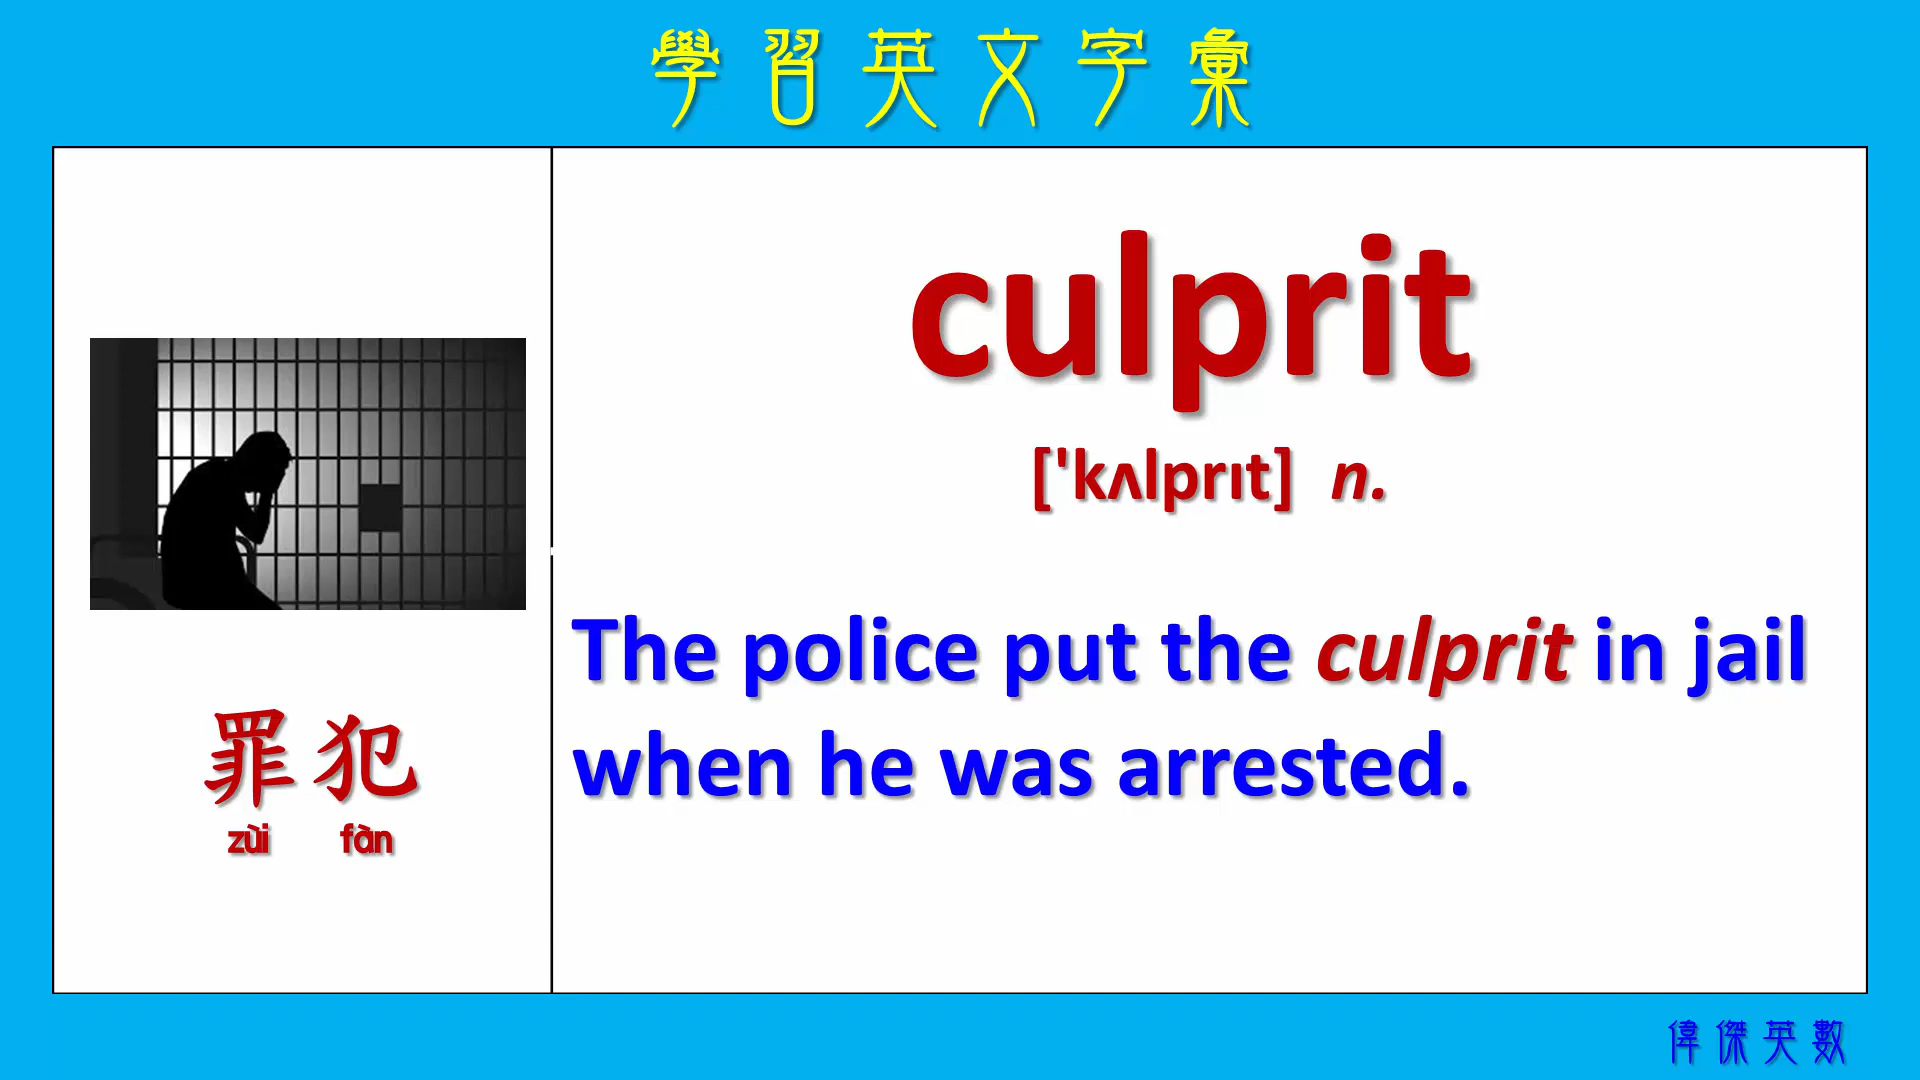 學習英文字彙
culprit
['kʌlprɪt] n.
The police put the culprit in jail
when he was arrested.
罪犯
zùi fàn
偉傑英數